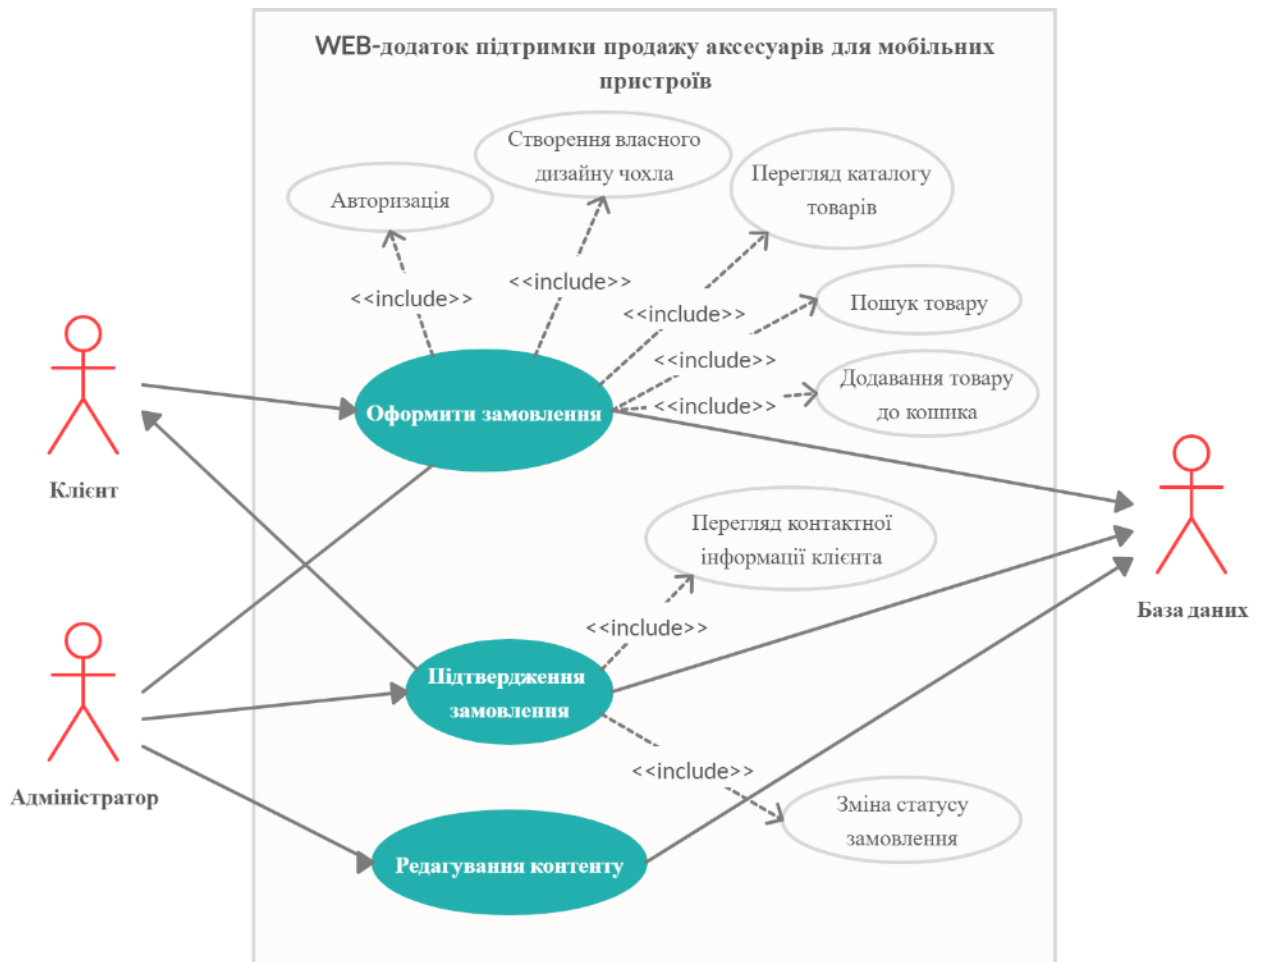 WEB-додаток підтримки продажу аксесуарів для мобільних
пристроїв
Створення власного
дизайну чохла
Перегляд каталогу
товарів
Авторизація
<<include>>
<<include>>
<<include>>
Пошук товару
<<include>>
Додавання товару
до кошика
<<include>>
Оформити замовлення
Клієнт
Перегляд контактної
інформації клієнта
База даних
<<include>>
Підтвердження
замовлення
<<include>>
Адміністратор
Зміна статусу
замовлення
Редагування контенту